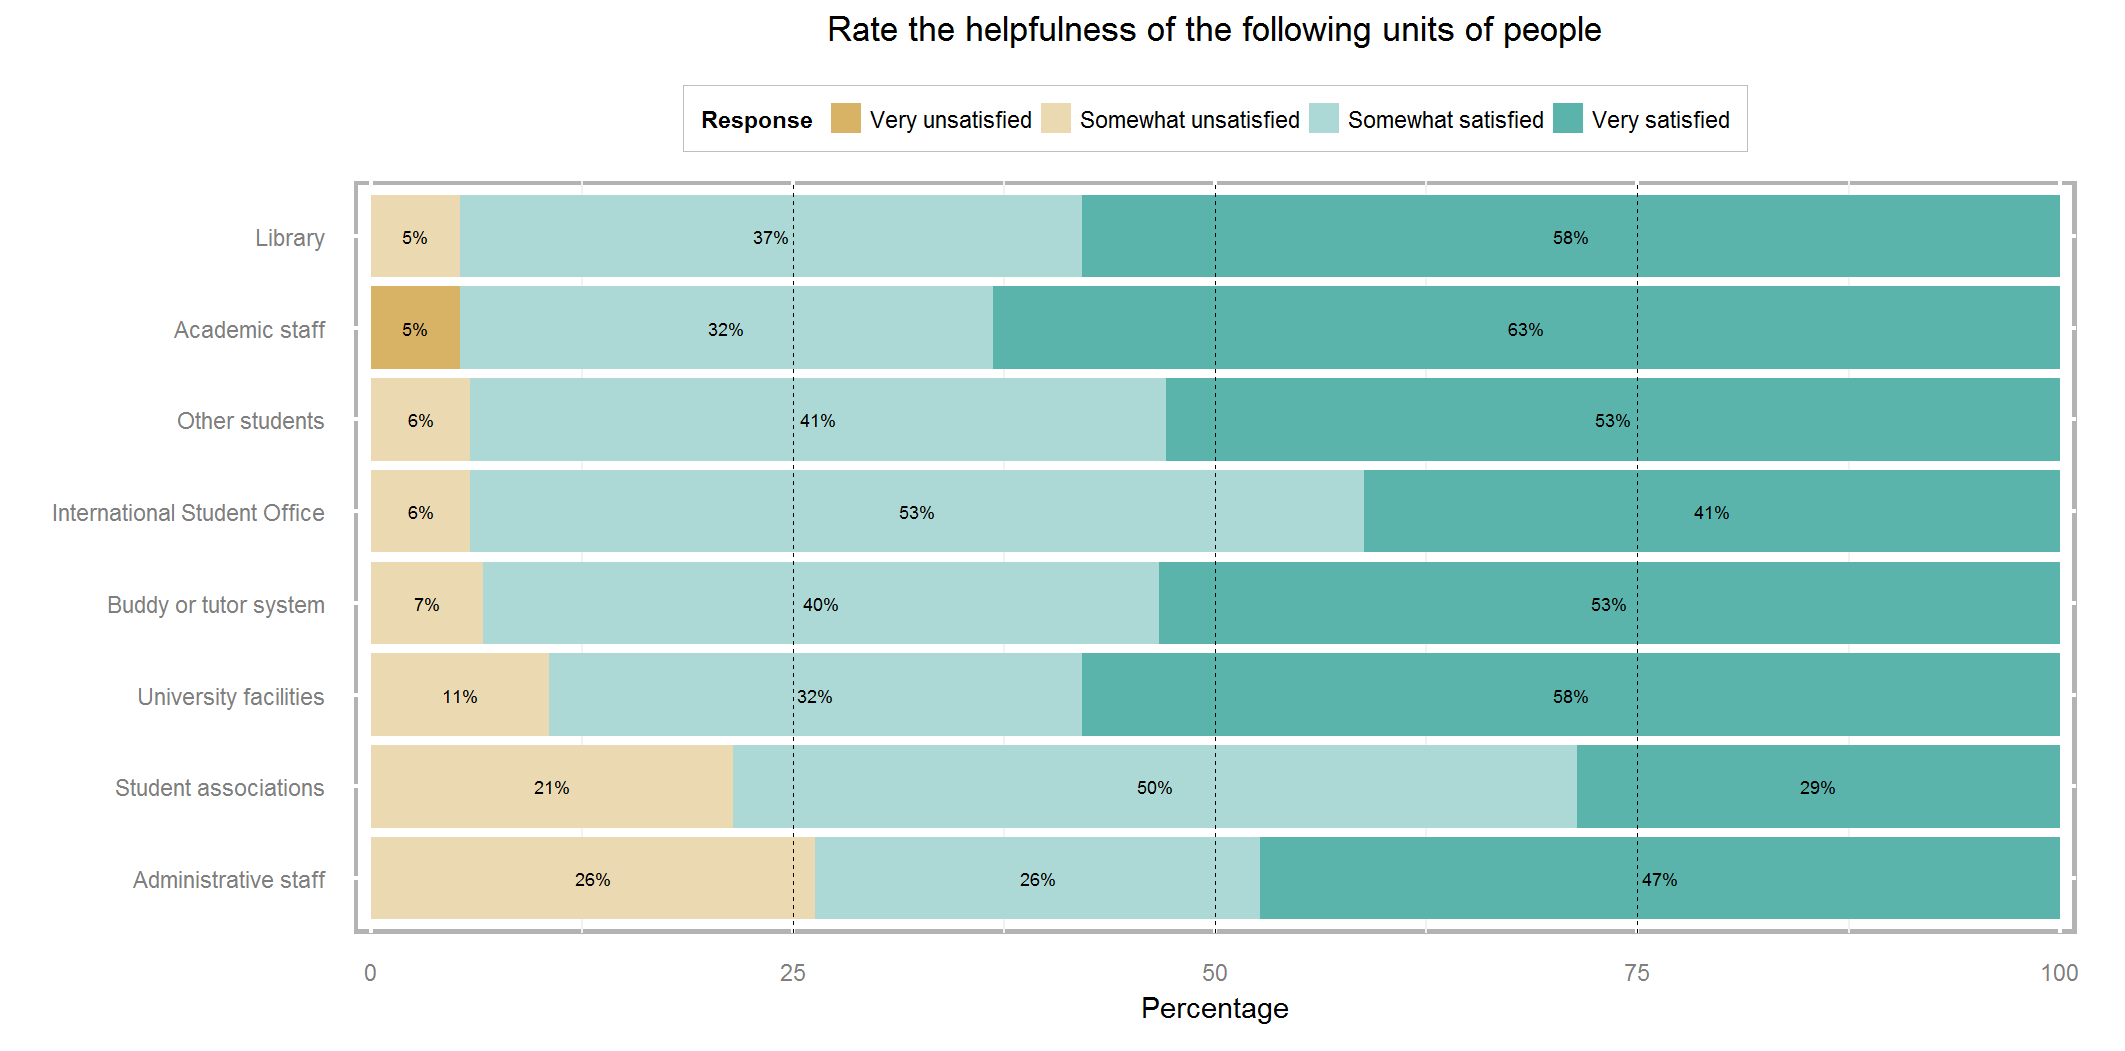 Rate the helpfulness of the following units of people
Response Very unsatisfied Somewhat unsatisfied Somewhat satisfied Very satisfied
Library 5% 37% 58%
Academic staff 5% 32% 63%
Other students 6% 41% 53%
International Student Office 6% 53% 41%
Buddy or tutor system 7% 40% 53%
University facilities 11% 32% 58%
Student associations 21% 50% 29%
Administrative staff 26% 26% 47%
0 25 50 75 100
Percentage